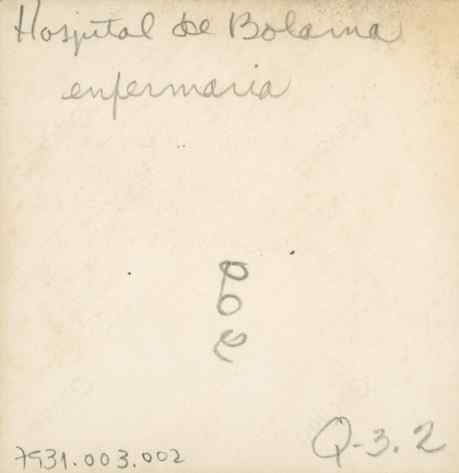 Hospital de Bolama
enfermaria
7931.003.002
Q-3.2